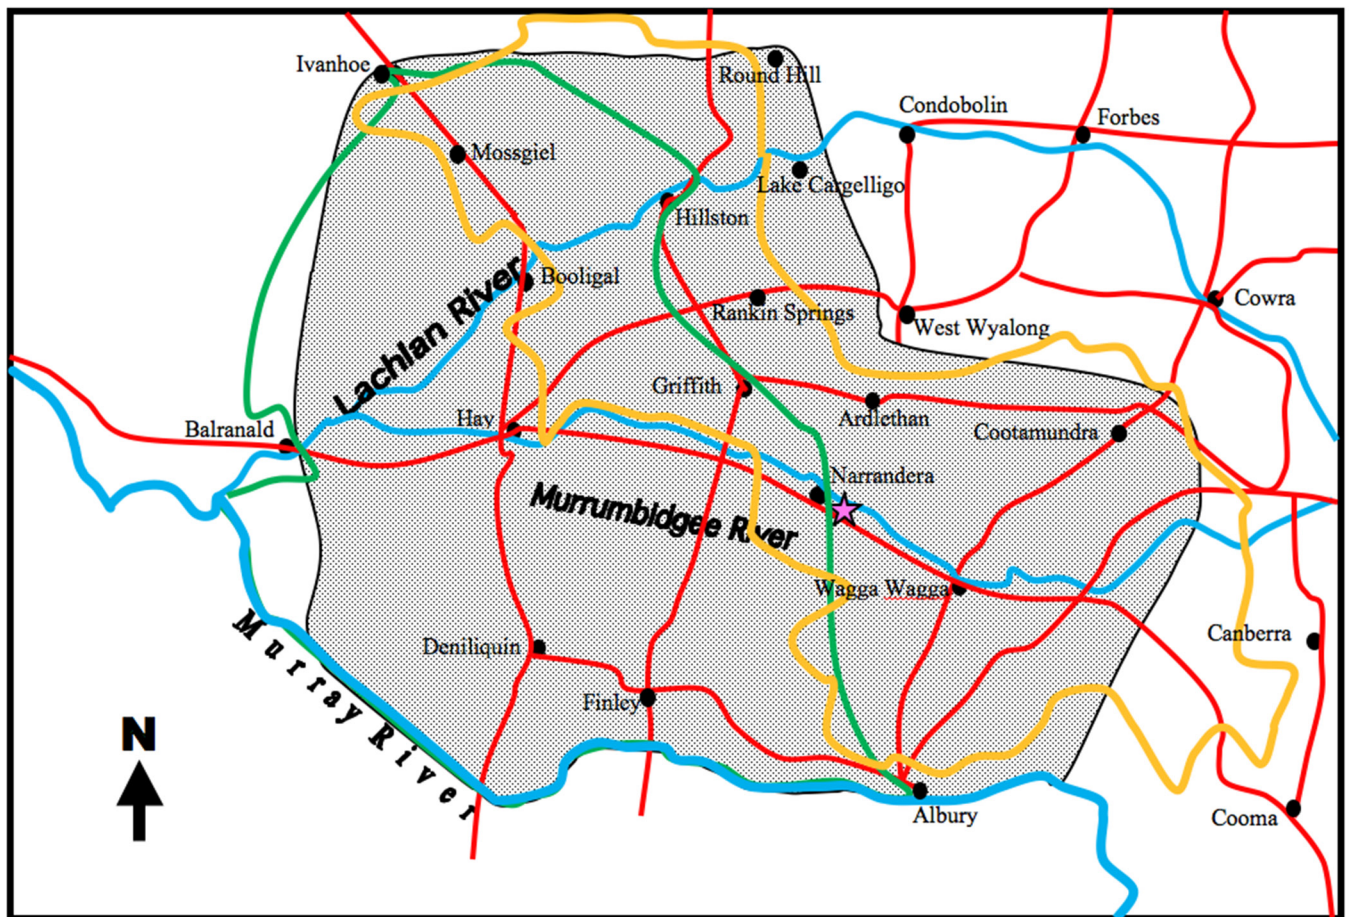 Ivanhoe
Round Hill
Condobolin
Forbes
Mossgiel
Lake Cargelligo
Hillston
Booligal
Cowra
Rankin Springs
West Wyalong
Lachlan River
Griffith
Ardlethan
Balranald
Hay
Cootamundra
Narrandera
Murrumbidgee River
Wagga Wagga
Murray River
Deniliquin
Canberra
Finley
N
Albury
Cooma